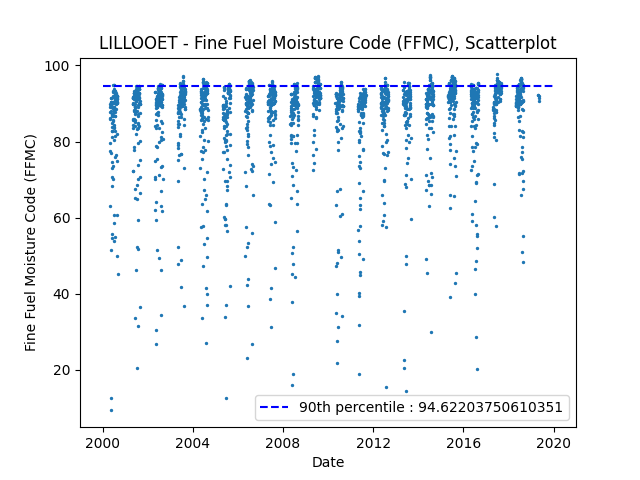 LILLOOET - Fine Fuel Moisture Code (FFMC), Scatterplot
Fine Fuel Moisture Code (FFMC)
100
80
60
40
20
90th percentile : 94.62203750610351
2000 2004 2008 2012 2016 2020
Date